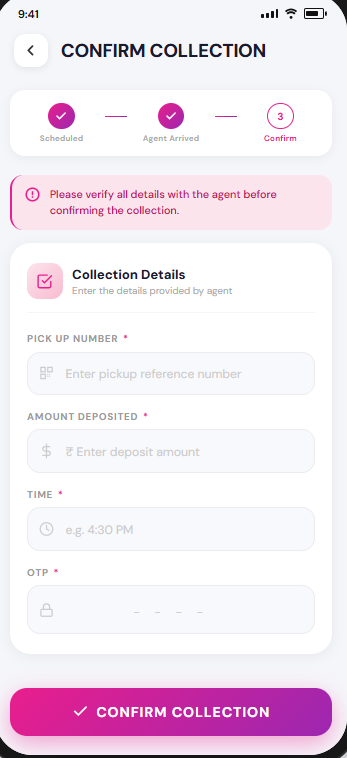 9:41
CONFIRM COLLECTION
3
Scheduled
Agent Arrived
Confirm
Please verify all details with the agent before
confirming the collection.
Collection Details
Enter the details provided by agent
PICK UP NUMBER *
Enter pickup reference number
AMOUNT DEPOSITED *
$ ₹ Enter deposit amount
TIME *
e.g. 4:30 PM
OTP *
- - - -
CONFIRM COLLECTION